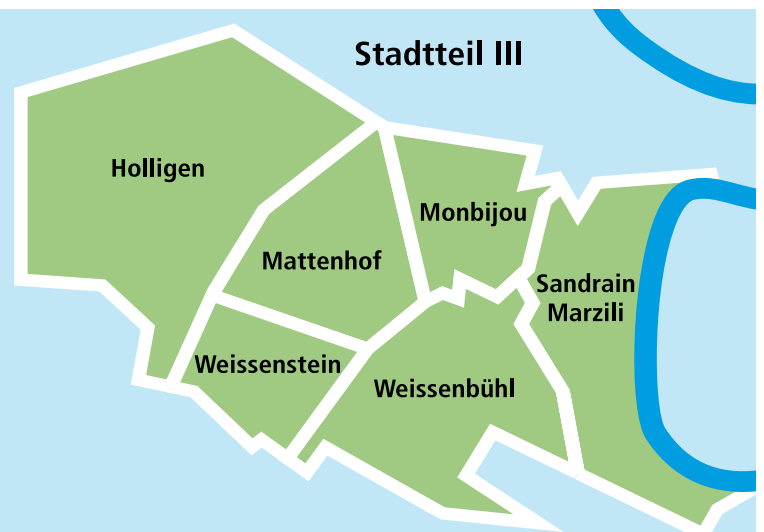 Stadtteil III
Holligen
Monbijou
Mattenhof
Sandrain
Marzili
Weissenstein
Weissenbühl